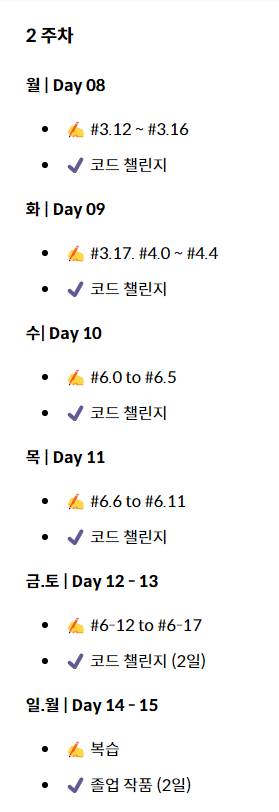 2 주차
월 | Day 08
✍️ #3.12 ~ #3.16
✔️ 코드 챌린지
화 | Day 09
✍️ #3.17. #4.0 ~ #4.4
✔️ 코드 챌린지
수| Day 10
✍️ #6.0 to #6.5
✔️ 코드 챌린지
목 | Day 11
✍️ #6.6 to #6.11
✔️ 코드 챌린지
금.토 | Day 12 - 13
✍️ #6-12 to #6-17
✔️ 코드 챌린지 (2일)
일.월 | Day 14 - 15
✍️ 복습
✔️ 졸업 작품 (2일)